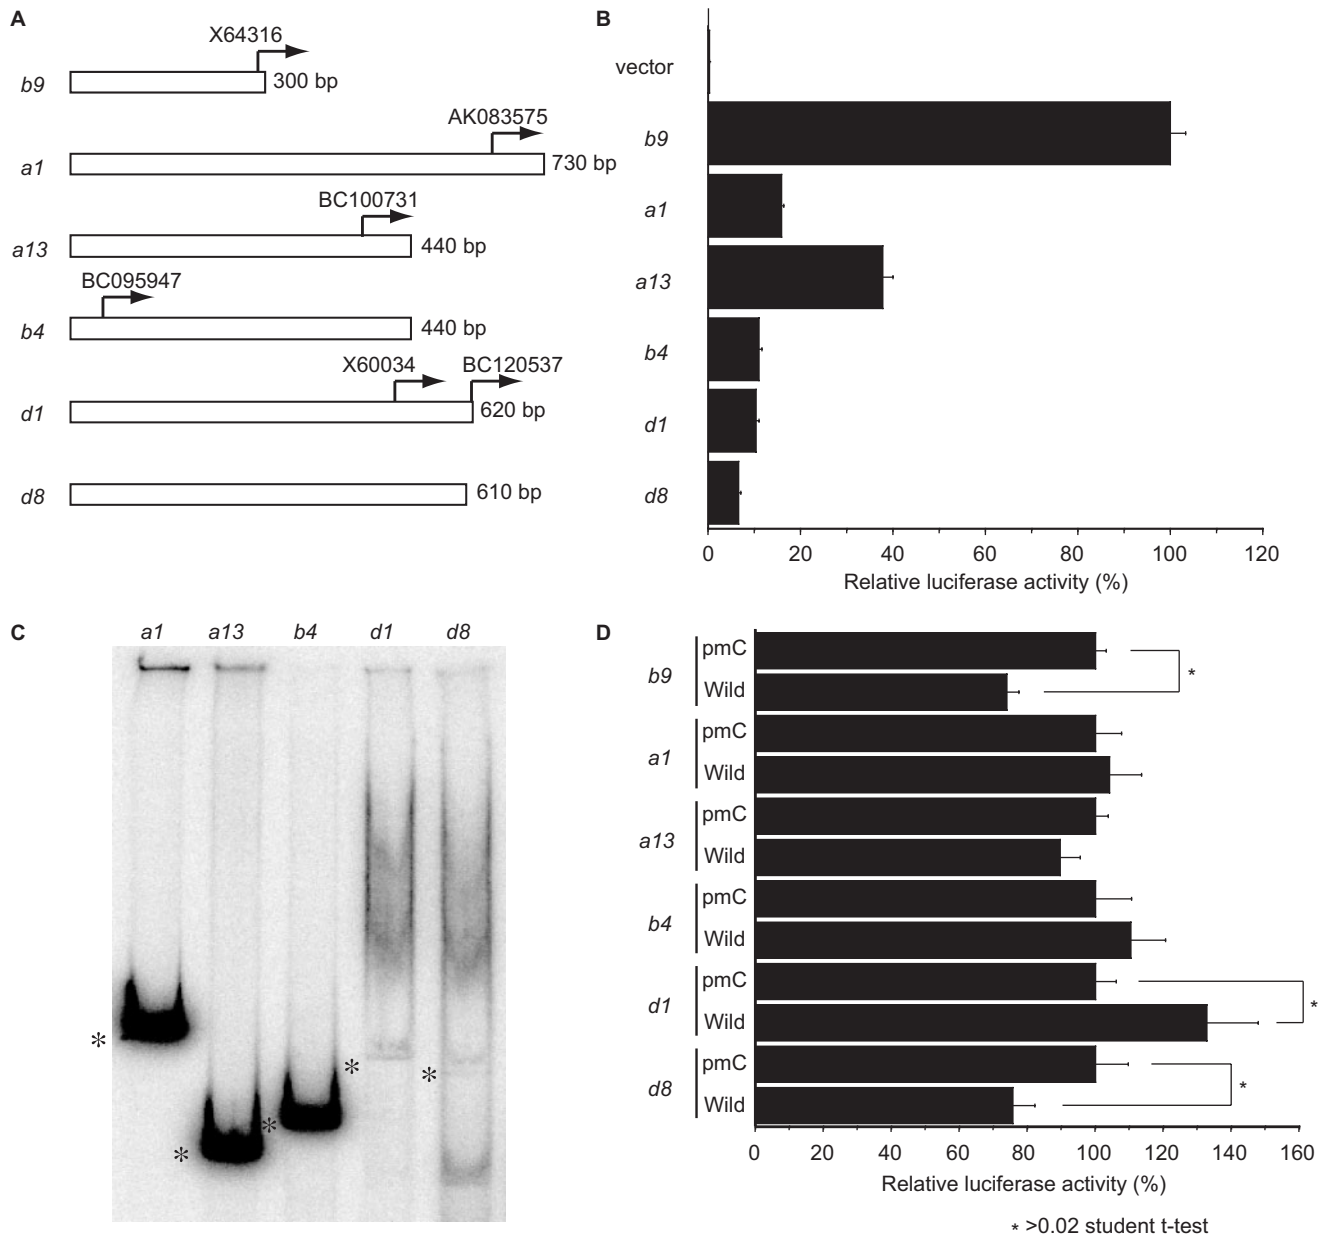 A
X64316
b9
300 bp
AK083575
a1
730 bp
BC100731
a13
440 bp
BC095947
b4
440 bp
X60034
BC120537
d1
620 bp
d8
610 bp
B
vector
b9
a1
a13
b4
d1
d8
0 20 40 60 80 100 120
Relative luciferase activity (%)
C
a1 a13 b4 d1 d8
*
*
*
*
*
D
b9
pmC
Wild
*
a1
pmC
Wild
a13
pmC
Wild
b4
pmC
Wild
d1
pmC
Wild
*
d8
pmC
Wild
*
0 20 40 60 80 100 120 140 160
Relative luciferase activity (%)
* >0.02 student t-test